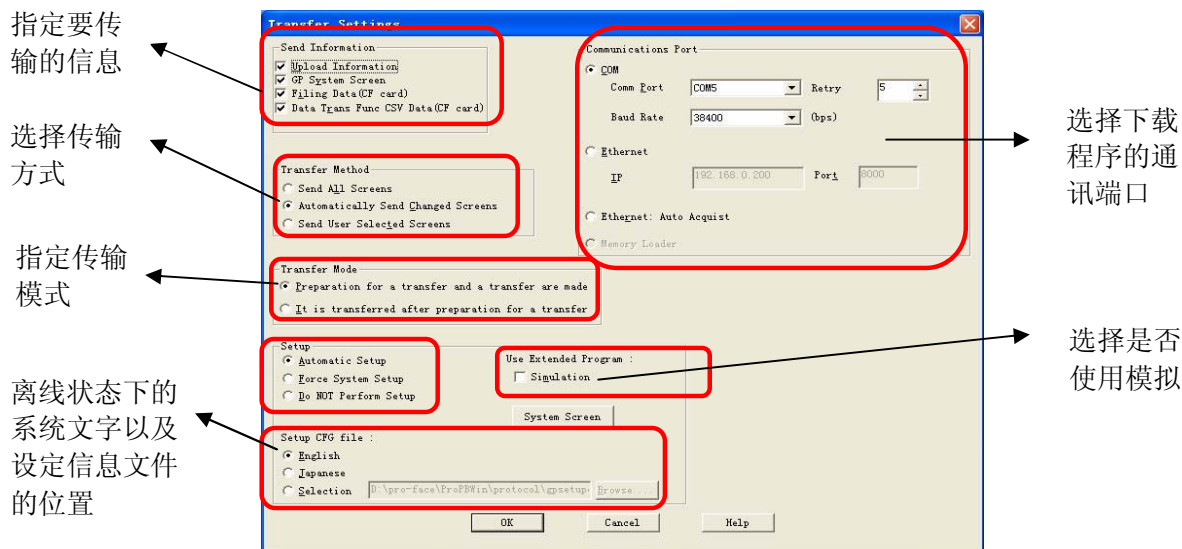 指定要传
输的信息
选择传输
方式
指定传输
模式
离线状态下的
系统文字以及
设定信息文件
的位置
Transfer Settings
Send Information
Upload Information
GP System Screen
Filing Data(CF card)
Data Trans Func CSV Data(CF card)
Transfer Method
Send All Screens
Automatically Send Changed Screens
Send User Selected Screens
Transfer Mode
Preparation for a transfer and a transfer are made
It is transferred after preparation for a transfer
Setup
Automatic Setup
Force System Setup
Do NOT Perform Setup
Use Extended Program :
Simulation
System Screen
Setup CFG file :
English
Japanese
Selection D:\pro-face\ProPBWin\protocol\gpsetup Browse...
OK Cancel Help
Communications Port
COM
Comm Port COM5 Retry 5
Baud Rate 38400 (bps)
Ethernet
IP 192.168.0.200 Port 8000
Ethernet: Auto Acquist
Memory Loader
选择下载
程序的通
讯端口
选择是否
使用模拟